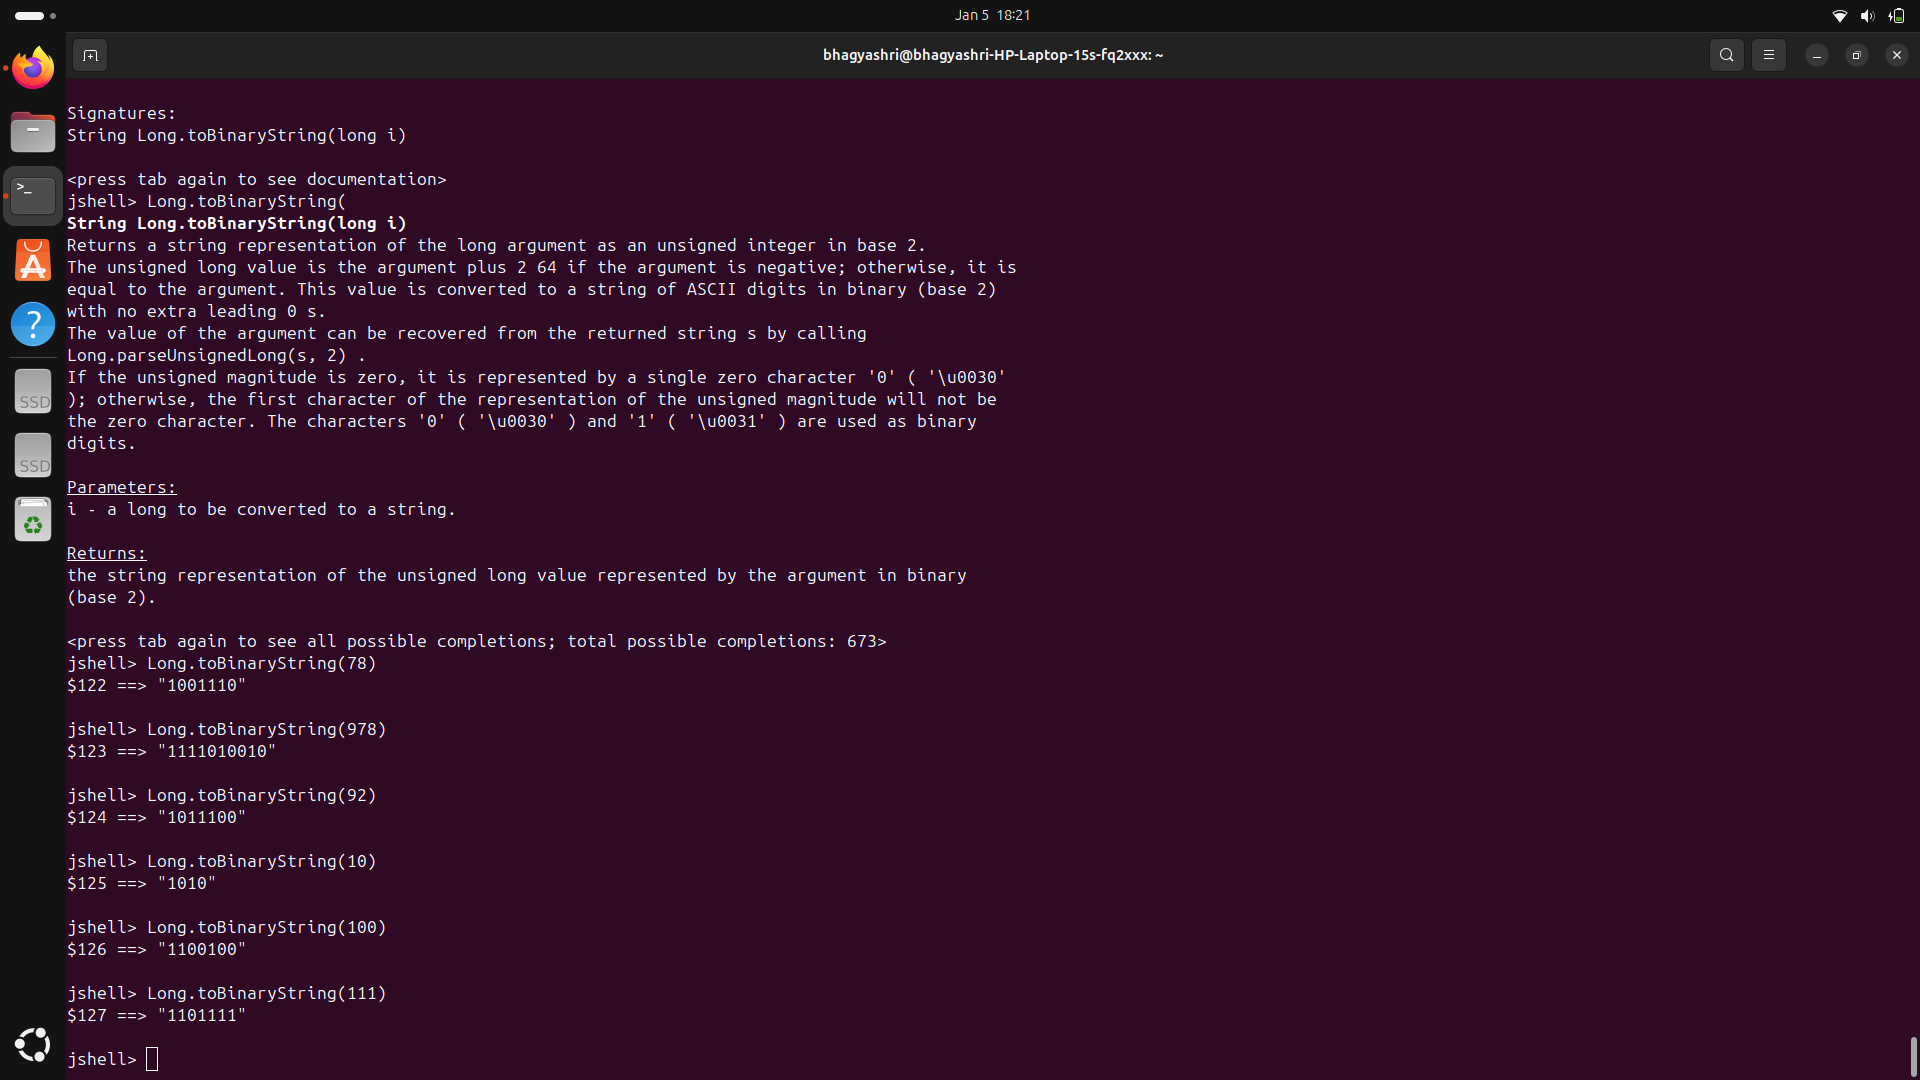 Jan 5 18:21
bhagyashri@bhagyashri-HP-Laptop-15s-fq2xxx: ~
Signatures:
String Long.toBinaryString(long i)
<press tab again to see documentation>
jshell> Long.toBinaryString(
String Long.toBinaryString(long i)
Returns a string representation of the long argument as an unsigned integer in base 2.
The unsigned long value is the argument plus 2 64 if the argument is negative; otherwise, it is
equal to the argument. This value is converted to a string of ASCII digits in binary (base 2)
with no extra leading 0 s.
The value of the argument can be recovered from the returned string s by calling
Long.parseUnsignedLong(s, 2) .
If the unsigned magnitude is zero, it is represented by a single zero character '0' ( '\u0030'
); otherwise, the first character of the representation of the unsigned magnitude will not be
the zero character. The characters '0' ( '\u0030' ) and '1' ( '\u0031' ) are used as binary
digits.
Parameters:
i - a long to be converted to a string.
Returns:
the string representation of the unsigned long value represented by the argument in binary
(base 2).
<press tab again to see all possible completions; total possible completions: 673>
jshell> Long.toBinaryString(78)
$122 ==> "1001110"
jshell> Long.toBinaryString(978)
$123 ==> "1111010010"
jshell> Long.toBinaryString(92)
$124 ==> "1011100"
jshell> Long.toBinaryString(10)
$125 ==> "1010"
jshell> Long.toBinaryString(100)
$126 ==> "1100100"
jshell> Long.toBinaryString(111)
$127 ==> "1101111"
jshell>
>_
SSD
SSD